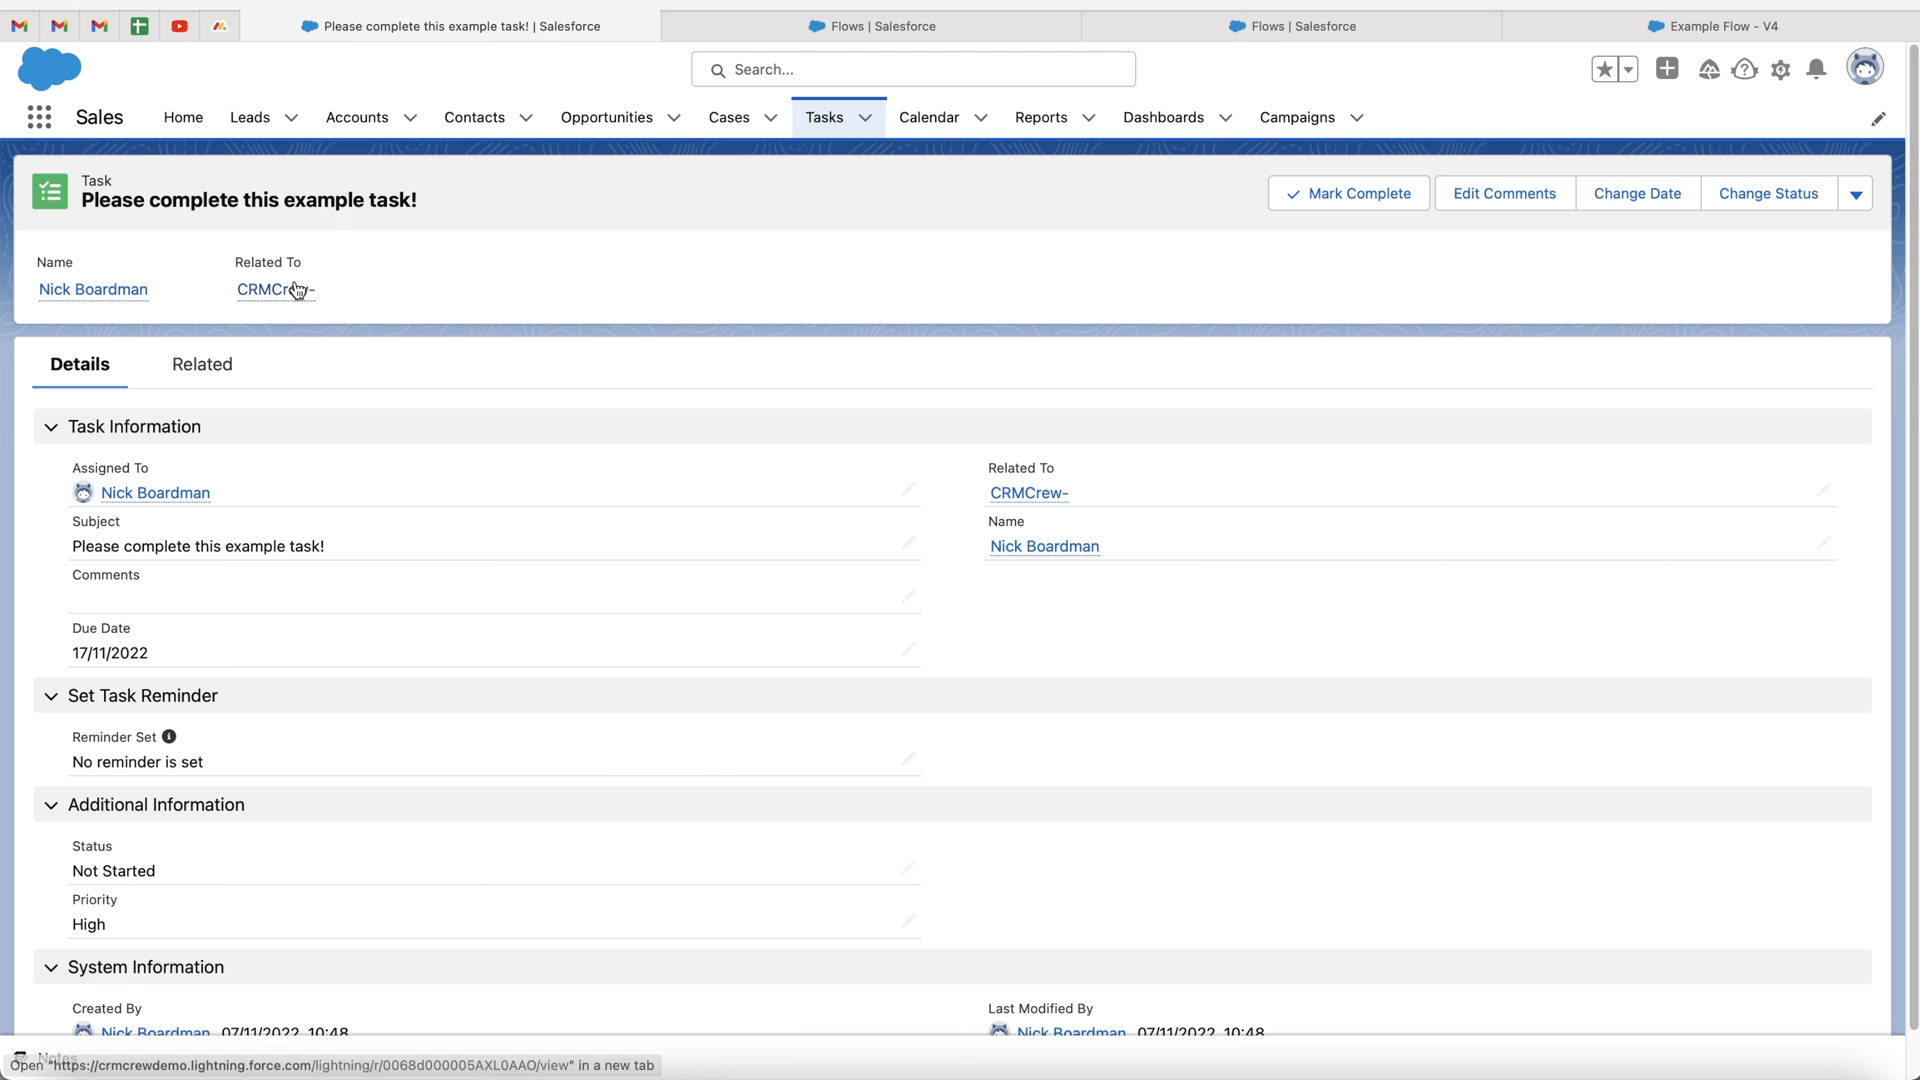 Please complete this example task! | Salesforce
Flows | Salesforce
Flows | Salesforce
Example Flow - V4
Search...
Sales
Home
Leads
Accounts
Contacts
Opportunities
Cases
Tasks
Calendar
Reports
Dashboards
Campaigns
Task
Please complete this example task!
Mark Complete
Edit Comments
Change Date
Change Status
Name
Related To
Nick Boardman
CRMCrew-
Details
Related
Task Information
Assigned To
Related To
Nick Boardman
CRMCrew-
Subject
Name
Please complete this example task!
Nick Boardman
Comments
Due Date
17/11/2022
Set Task Reminder
Reminder Set
No reminder is set
Additional Information
Status
Not Started
Priority
High
System Information
Created By
Last Modified By
Nick Boardman 07/11/2022, 10:48
Nick Boardman 07/11/2022, 10:48
Notes
Open "https://crmcrewdemo.lightning.force.com/lightning/r/0068d000005AXL0AAO/view" in a new tab